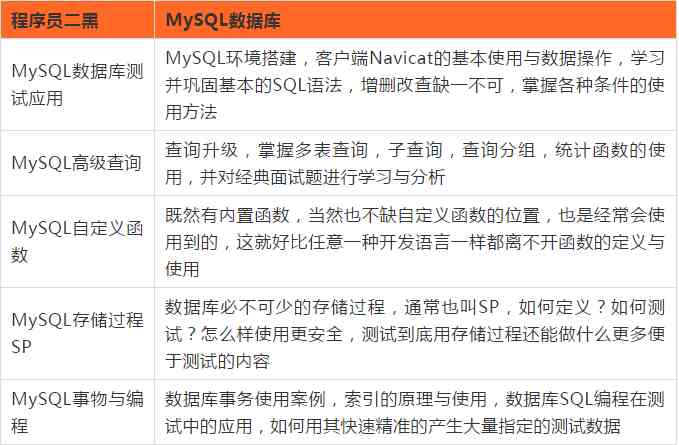 程序员二黑
MySQL数据库
MySQL数据库测
试应用
MySQL环境搭建，客户端Navicat的基本使用与数据操作，学习
并巩固基本的SQL语法，增删改查缺一不可，掌握各种条件的使
用方法
MySQL高级查询
查询升级，掌握多表查询，子查询，查询分组，统计函数的使
用，并对经典面试题进行学习与分析
MySQL自定义函
数
既然有内置函数，当然也不缺自定义函数的位置，也是经常会使
用到的，这就好比任意一种开发语言一样都离不开函数的定义与
使用
MySQL存储过程
SP
数据库必不可少的存储过程，通常也叫SP，如何定义？如何测
试？怎么样使用更安全，测试到底用存储过程还能做什么更多便
于测试的内容
MySQL事物与编
程
数据库事务使用案例，索引的原理与使用，数据库SQL编程在测
试中的应用，如何用其快速精准的产生大量指定的测试数据